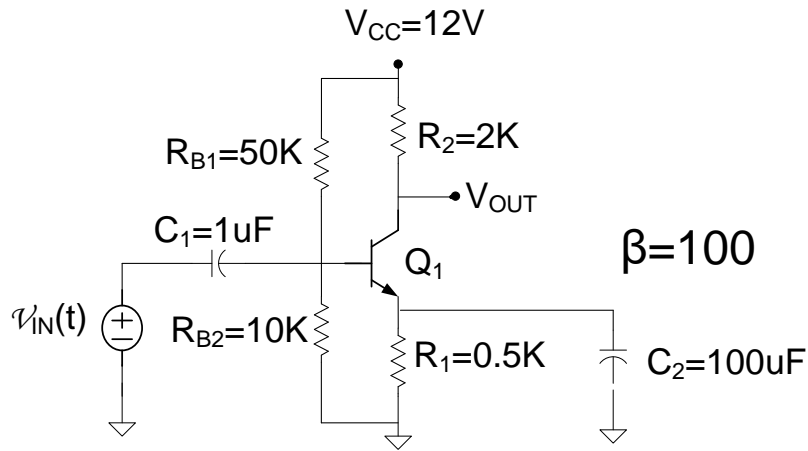 V_CC=12V
R_B1=50K
R_2=2K
V_OUT
C_1=1uF
β=100
Q_1
𝒱_IN(t)
R_B2=10K
R_1=0.5K
C_2=100uF